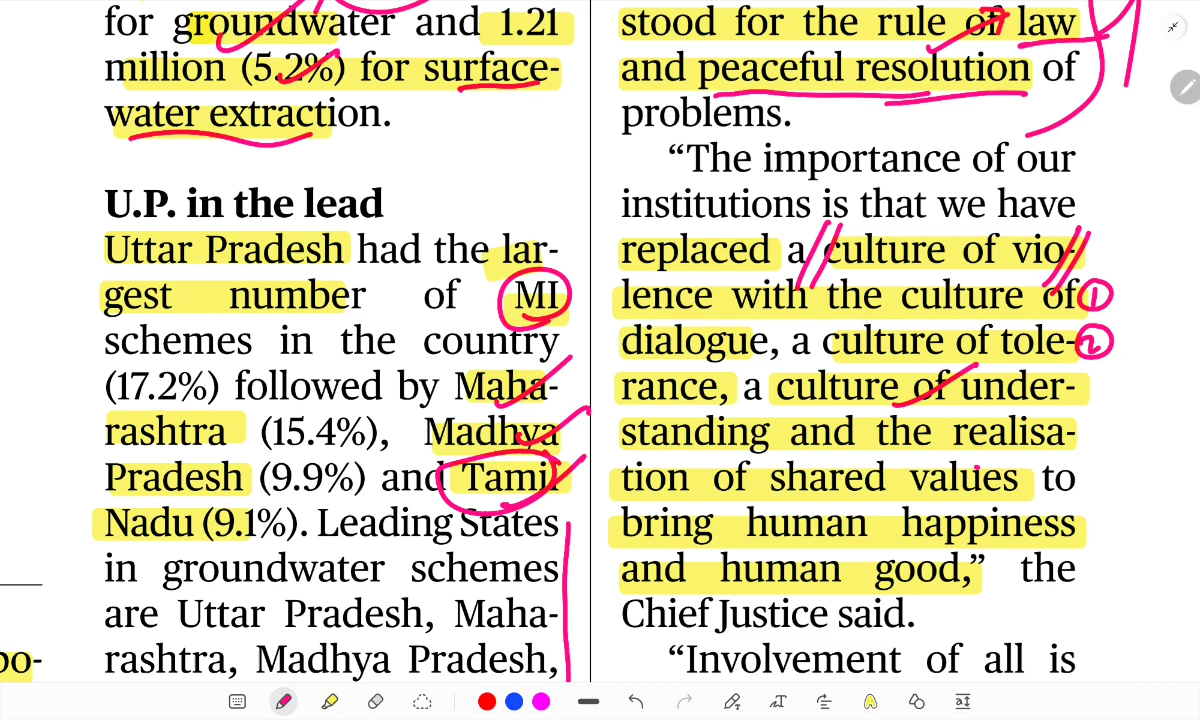 for groundwater and 1.21
million (5.2%) for surface-
water extraction.
U.P. in the lead
Uttar Pradesh had the lar-
gest number of MI
schemes in the country
(17.2%) followed by Maha-
rashtra (15.4%), Madhya
Pradesh (9.9%) and Tamil
Nadu (9.1%). Leading States
in groundwater schemes
are Uttar Pradesh, Maha-
rashtra, Madhya Pradesh,
stood for the rule of law
and peaceful resolution of
problems.
“The importance of our
institutions is that we have
replaced a culture of vio-
lence with the culture of
dialogue, a culture of tole-
rance, a culture of under-
standing and the realisa-
tion of shared values to
bring human happiness
and human good,” the
Chief Justice said.
“Involvement of all is
1
2